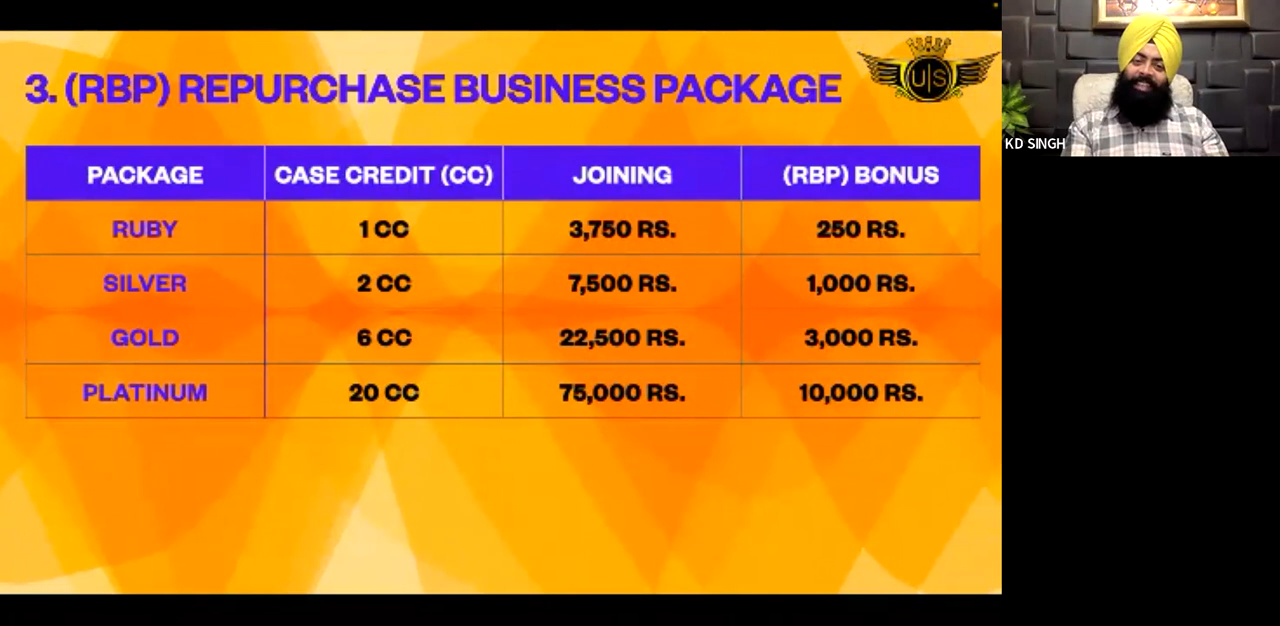 3. (RBP) REPURCHASE BUSINESS PACKAGE
U|S
PACKAGE CASE CREDIT (CC) JOINING (RBP) BONUS
RUBY 1 CC 3,750 RS. 250 RS.
SILVER 2 CC 7,500 RS. 1,000 RS.
GOLD 6 CC 22,500 RS. 3,000 RS.
PLATINUM 20 CC 75,000 RS. 10,000 RS.
KD SINGH